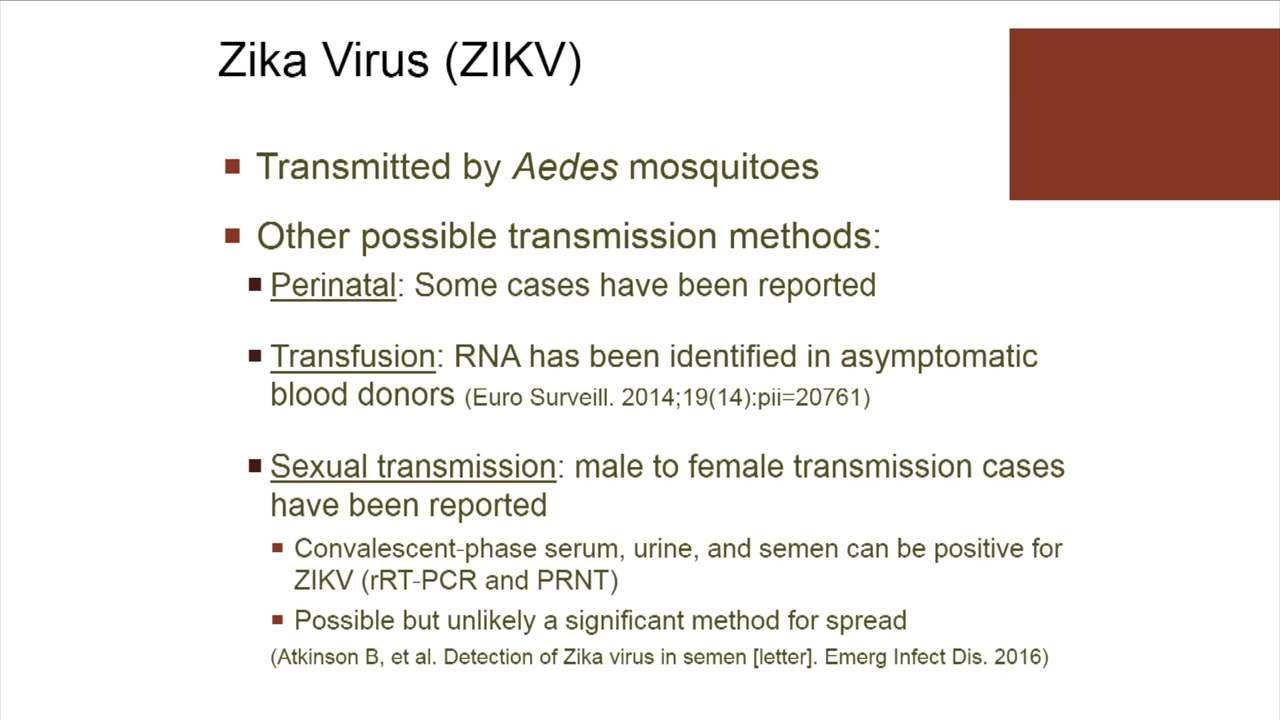 Zika Virus (ZIKV)
Transmitted by Aedes mosquitoes
Other possible transmission methods:
Perinatal: Some cases have been reported
Transfusion: RNA has been identified in asymptomatic
blood donors (Euro Surveill. 2014;19(14):pii=20761)
Sexual transmission: male to female transmission cases
have been reported
Convalescent-phase serum, urine, and semen can be positive for
ZIKV (rRT-PCR and PRNT)
Possible but unlikely a significant method for spread
(Atkinson B, et al. Detection of Zika virus in semen [letter]. Emerg Infect Dis. 2016)